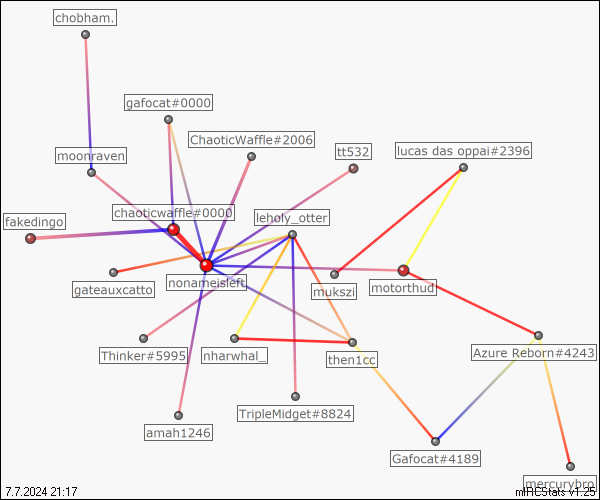 chobham.
gafocat#0000
ChaoticWaffle#2006
tt532
lucas das oppai#2396
moonraven
chaoticwaffle#0000
leholy_otter
fakedingo
nonameisleft
gateauxcatto
mukszi
motorthud
Thinker#5995
nharwhal_
then1cc
Azure Reborn#4243
TripleMidget#8824
amah1246
Gafocat#4189
mercurybro
7.7.2024 21:17
mIRCStats v1.25